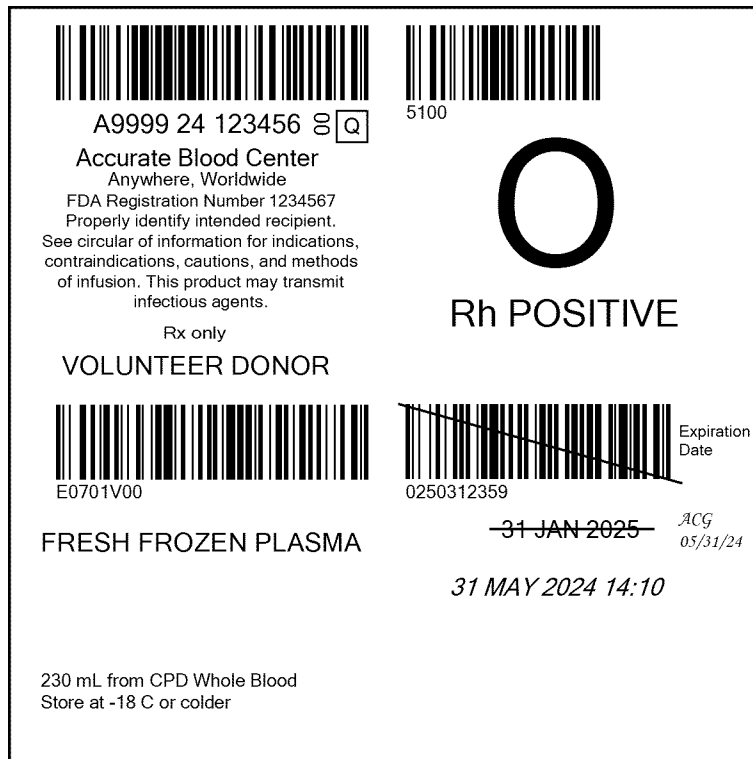 A9999 24 123456 00 Q
Accurate Blood Center
Anywhere, Worldwide
FDA Registration Number 1234567
Properly identify intended recipient.
See circular of information for indications,
contraindications, cautions, and methods
of infusion. This product may transmit
infectious agents.
Rx only
VOLUNTEER DONOR
5100
O
Rh POSITIVE
E0701V00
FRESH FROZEN PLASMA
230 mL from CPD Whole Blood
Store at -18 C or colder
0250312359
Expiration
Date
31 JAN 2025
ACG
05/31/24
31 MAY 2024 14:10